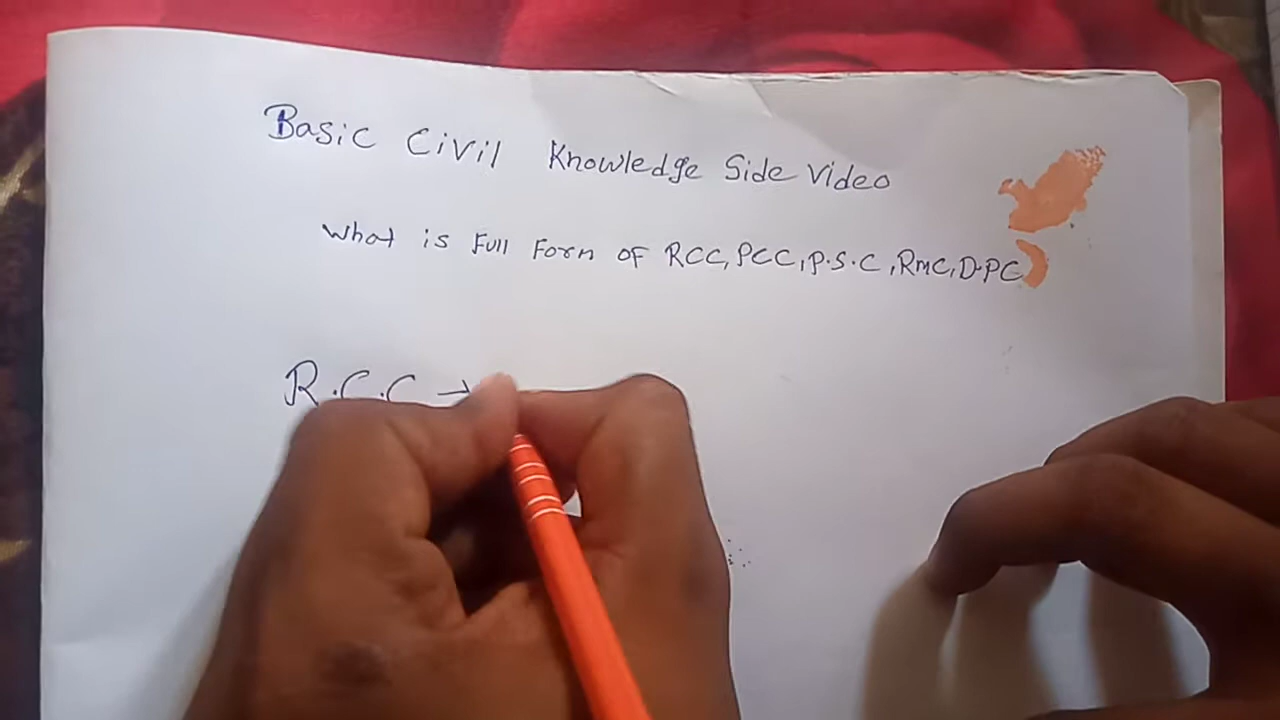 Basic Civil Knowledge Side Video
What is Full Form of RCC, PCC, P.S.C, RMC, D.PC
R.C.C →